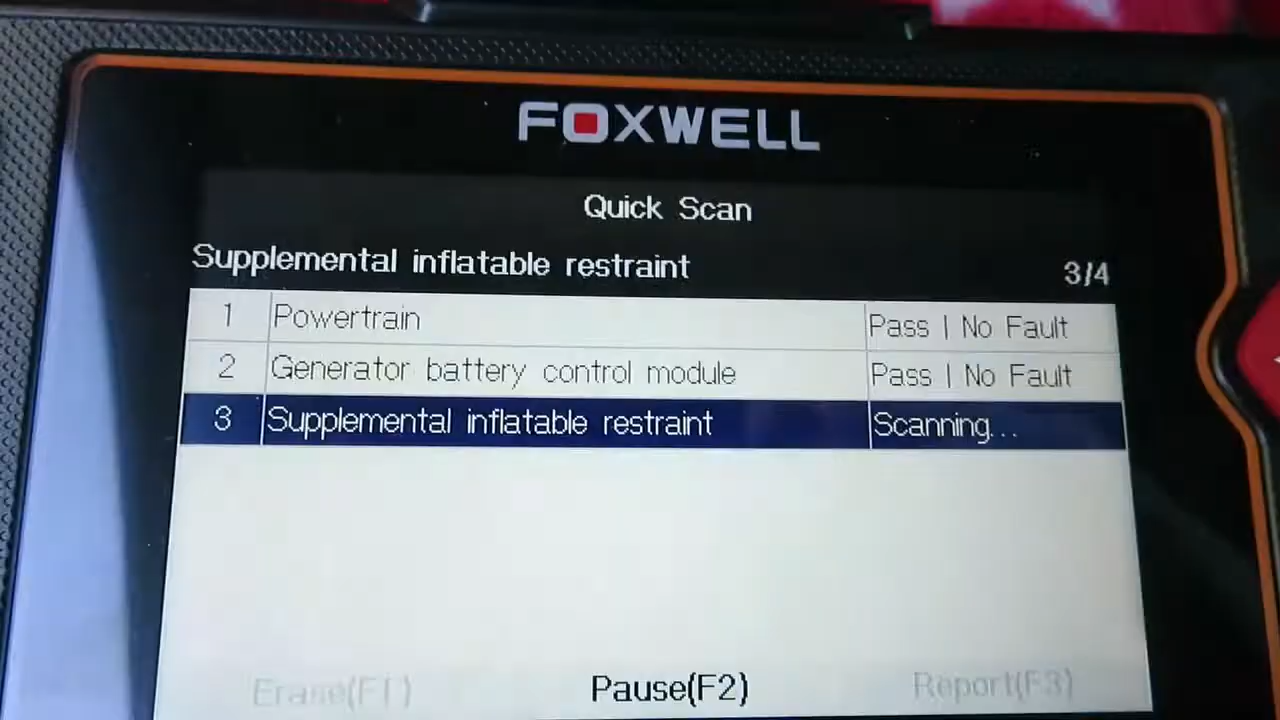 FOXWELL
Quick Scan
Supplemental inflatable restraint 3/4
1 Powertrain Pass | No Fault
2 Generator battery control module Pass | No Fault
3 Supplemental inflatable restraint Scanning...
Erase(F1) Pause(F2) Report(F3)